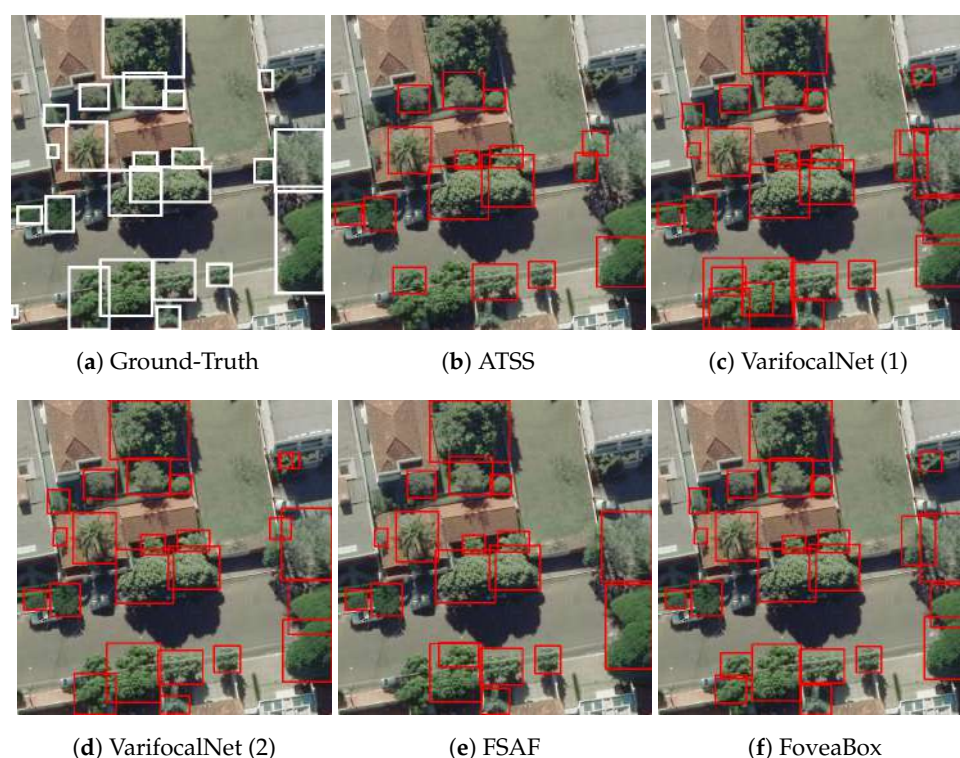 (a) Ground-Truth
(b) ATSS
(c) VarifocalNet (1)
(d) VarifocalNet (2)
(e) FSAF
(f) FoveaBox